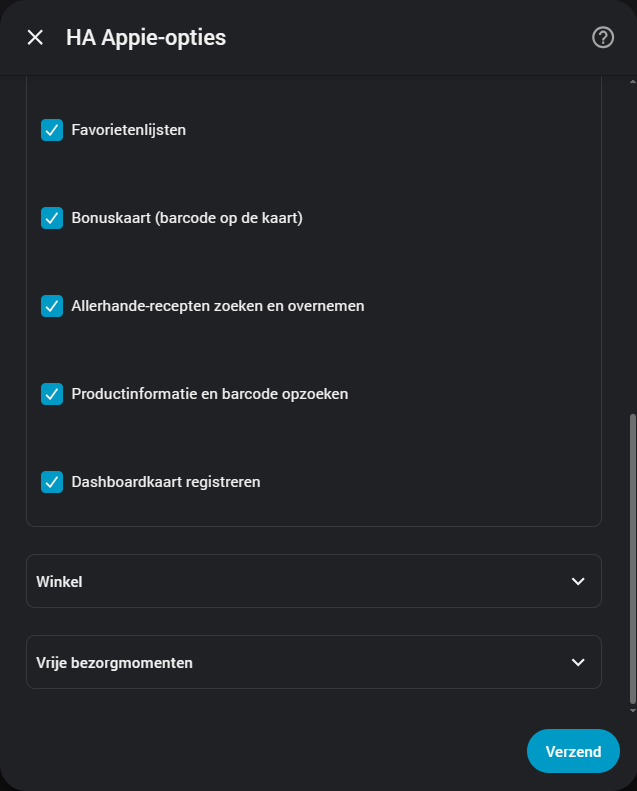 HA Appie-opties
Favorietenlijsten
Bonuskaart (barcode op de kaart)
Allerhande-recepten zoeken en overnemen
Productinformatie en barcode opzoeken
Dashboardkaart registreren
Winkel
Vrije bezorgmomenten
Verzend